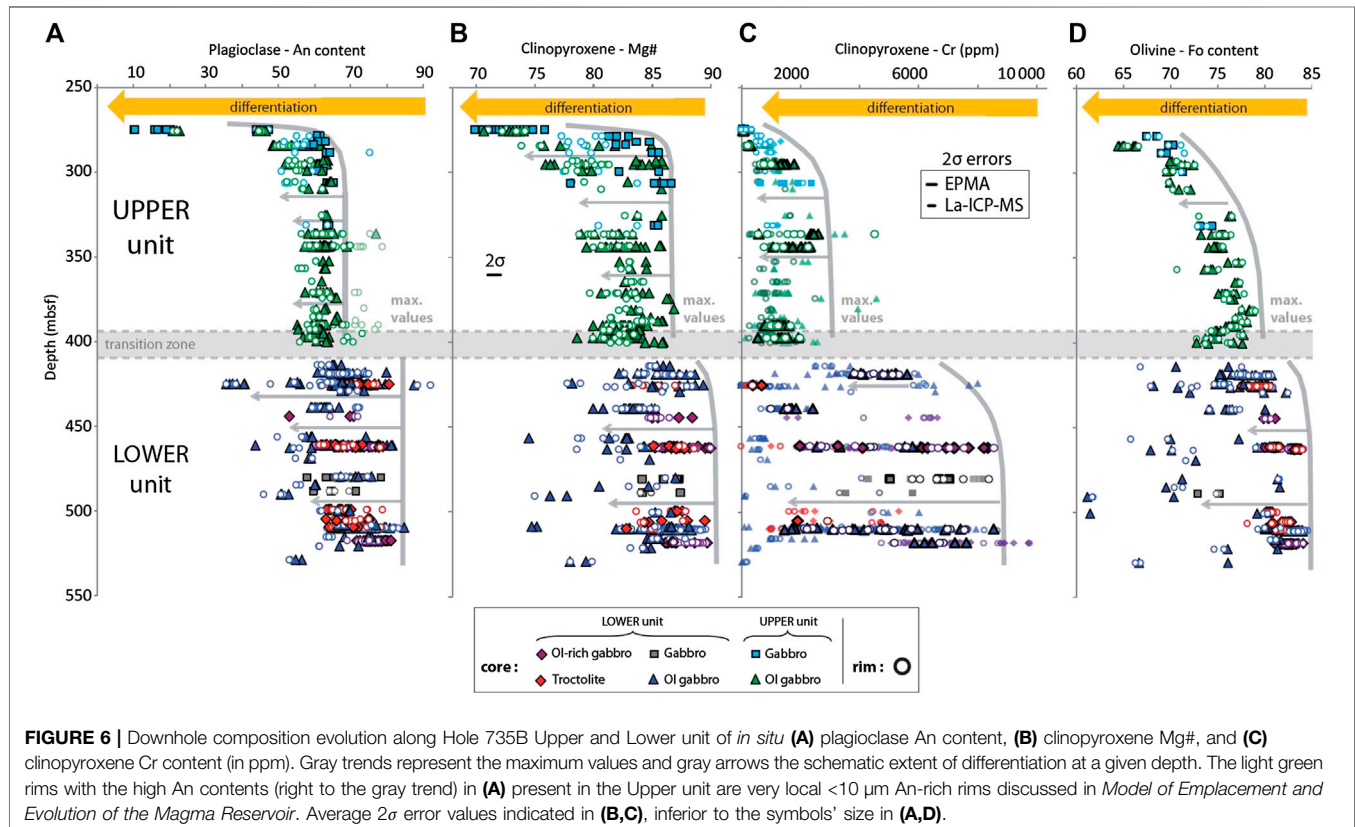 A
Plagioclase - An content
10 30 50 70 90
B
Clinopyroxene - Mg#
70 75 80 85 90
C
Clinopyroxene - Cr (ppm)
2000 6000 10 000
D
Olivine - Fo content
60 65 70 75 80 85
differentiation
differentiation
differentiation
differentiation
Depth (mbsf)
250
300
350
400
450
500
550
UPPER
unit
LOWER
unit
transition zone
max.
values
2σ
max.
values
2σ errors
EPMA
La-ICP-MS
max.
values
max.
values
LOWER unit UPPER unit
core :
Ol-rich gabbro Gabbro Gabbro
Troctolite Ol gabbro Ol gabbro
rim :
FIGURE 6 | Downhole composition evolution along Hole 735B Upper and Lower unit of in situ (A) plagioclase An content, (B) clinopyroxene Mg#, and (C)
clinopyroxene Cr content (in ppm). Gray trends represent the maximum values and gray arrows the schematic extent of differentiation at a given depth. The light green
rims with the high An contents (right to the gray trend) in (A) present in the Upper unit are very local <10 μm An-rich rims discussed in Model of Emplacement and
Evolution of the Magma Reservoir. Average 2σ error values indicated in (B,C), inferior to the symbols' size in (A,D).